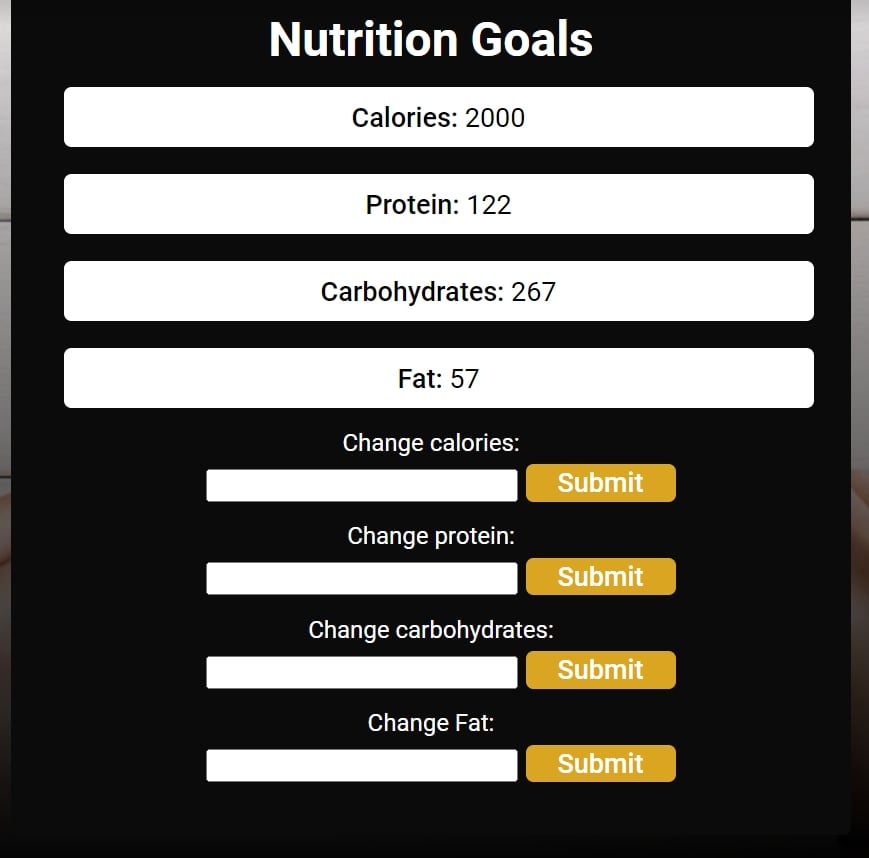 Nutrition Goals
Calories: 2000
Protein: 122
Carbohydrates: 267
Fat: 57
Change calories:
Submit
Change protein:
Submit
Change carbohydrates:
Submit
Change Fat:
Submit